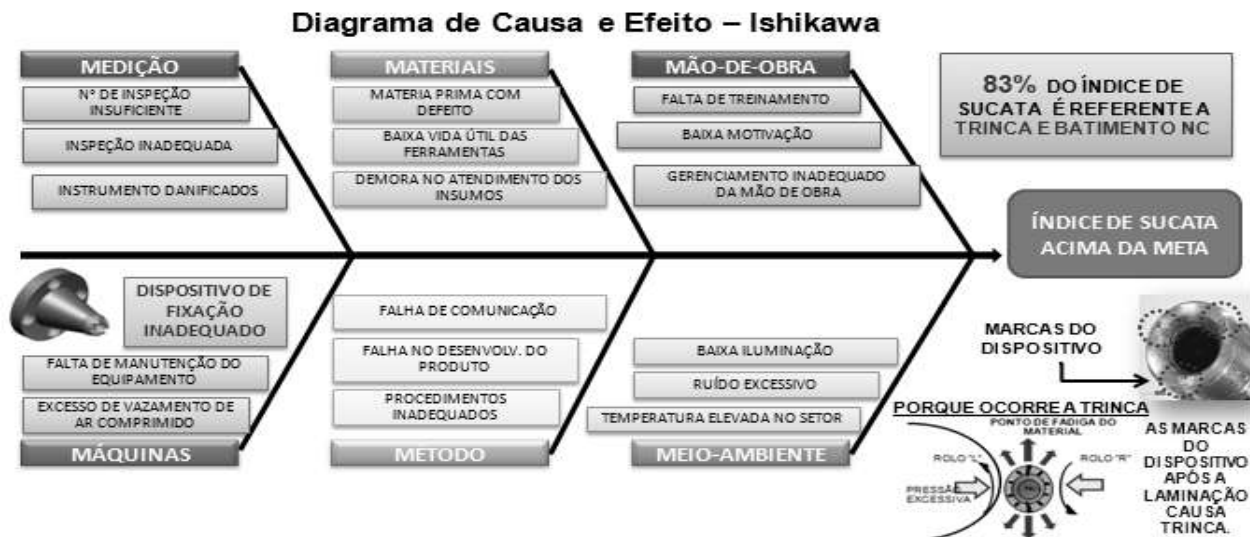 Diagrama de Causa e Efeito – Ishikawa
MEDIÇÃO
Nº DE INSPEÇÃO
INSUFICIENTE
INSPEÇÃO INADEQUADA
INSTRUMENTO DANIFICADOS
MATERIAIS
MATERIA PRIMA COM
DEFEITO
BAIXA VIDA ÚTIL DAS
FERRAMENTAS
DEMORA NO ATENDIMENTO DOS
INSUMOS
MÃO-DE-OBRA
FALTA DE TREINAMENTO
BAIXA MOTIVAÇÃO
GERENCIAMENTO INADEQUADO
DA MÃO DE OBRA
83% DO ÍNDICE DE
SUCATA É REFERENTE A
TRINCA E BATIMENTO NC
ÍNDICE DE SUCATA
ACIMA DA META
DISPOSITIVO DE
FIXAÇÃO
INADEQUADO
FALTA DE MANUTENÇÃO DO
EQUIPAMENTO
EXCESSO DE VAZAMENTO DE
AR COMPRIMIDO
MÁQUINAS
FALHA DE COMUNICAÇÃO
FALHA NO DESENVOLV. DO
PRODUTO
PROCEDIMENTOS
INADEQUADOS
METODO
BAIXA ILUMINAÇÃO
RUÍDO EXCESSIVO
TEMPERATURA ELEVADA NO SETOR
MEIO-AMBIENTE
MARCAS DO
DISPOSITIVO
PORQUE OCORRE A TRINCA
PONTO DE FADIGA DO
MATERIAL
ROLO "L"
ROLO "R"
PRESSÃO
EXCESSIVA
AS MARCAS
DO
DISPOSITIVO
APÓS A
LAMINAÇÃO
CAUSA
TRINCA.